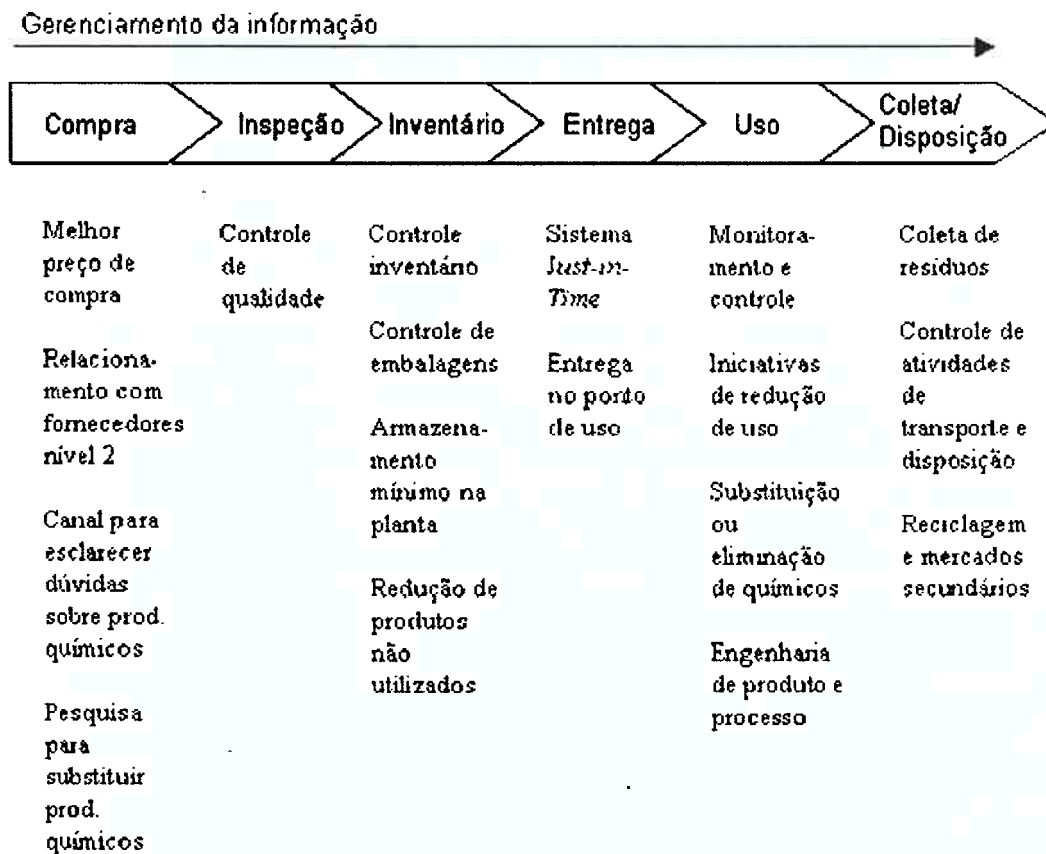 Gerenciamento da informação
Compra
Inspeção
Inventário
Entrega
Uso
Coleta/
Disposição
Melhor
preço de
compra
Relaciona-
mento com
fornecedores
nível 2
Canal para
esclarecer
dúvidas
sobre prod.
químicos
Pesquisa
para
substituir
prod.
químicos
Controle
de
qualidade
Controle
inventário
Controle de
embalagens
Armazena-
mento
mínimo na
planta
Redução de
produtos
não
utilizados
Sistema
Just-in-
Time
Entrega
no ponto
de uso
Monitora-
mento e
controle
Iniciativas
de redução
de uso
Substituição
ou
eliminação
de químicos
Engenharia
de produto e
processo
Coleta de
resíduos
Controle de
atividades
de
transporte e
disposição
Reciclagem
e mercados
secundários